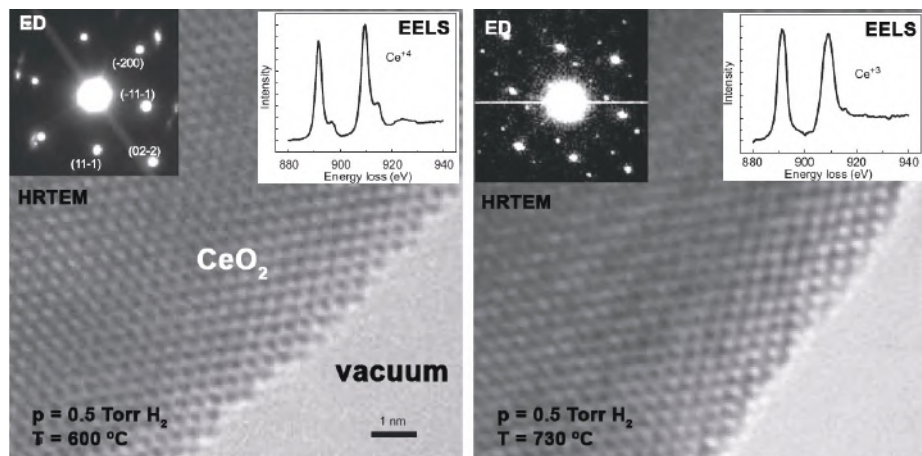 ED
(-200)
(-11-1)
(11-1)
(02-2)
EELS
Ce+4
Intensity
880 900 920 940
Energy loss (eV)
HRTEM
CeO2
vacuum
p = 0.5 Torr H2
T = 600 ºC
1 nm
ED
EELS
Ce+3
Intensity
880 900 920 940
Energy loss (eV)
HRTEM
p = 0.5 Torr H2
T = 730 ºC